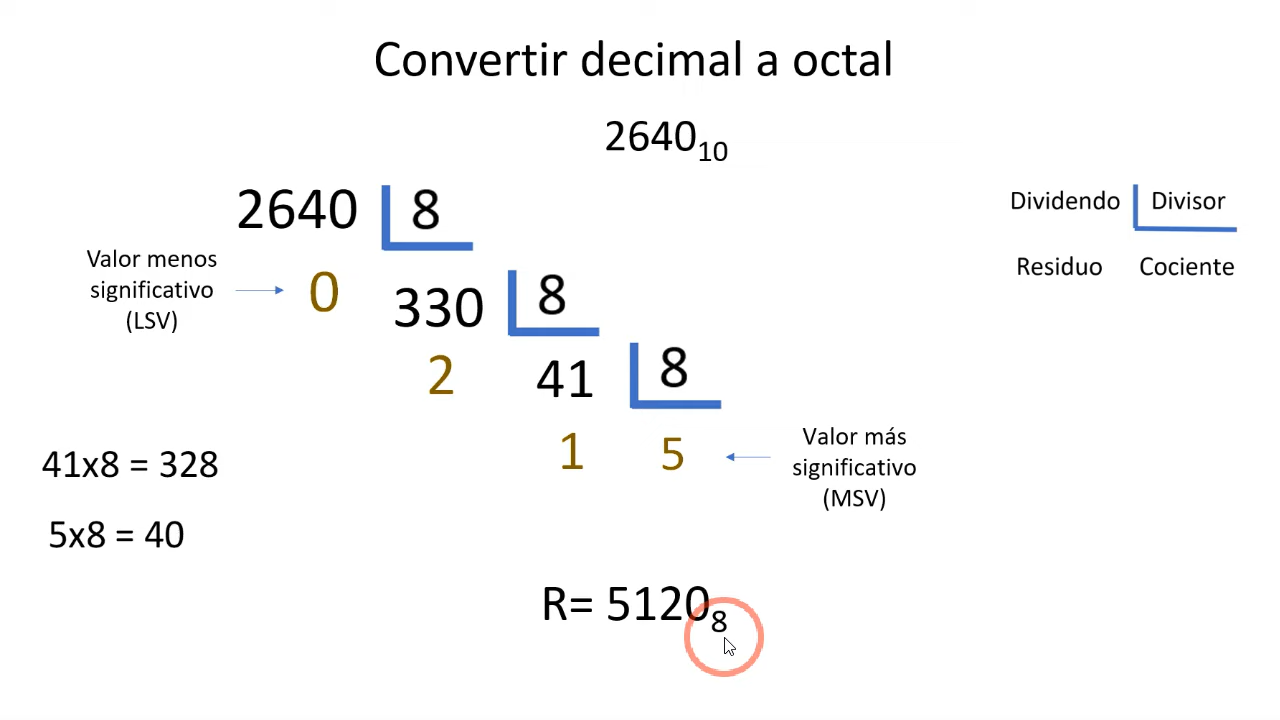 Convertir decimal a octal
2640₁₀
2640 8
Dividendo Divisor
Residuo Cociente
Valor menos
significativo
(LSV)
0 330 8
2 41 8
1 5
Valor más
significativo
(MSV)
41x8 = 328
5x8 = 40
R= 5120₈